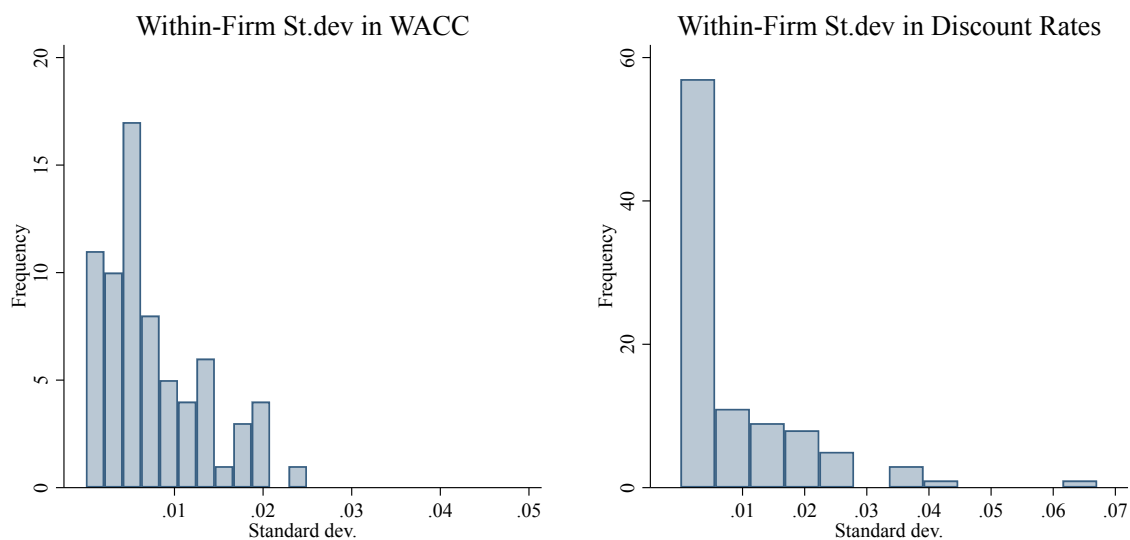 Within-Firm St.dev in WACC
20
15
10
5
0
Frequency
.01 .02 .03 .04 .05
Standard dev.
Within-Firm St.dev in Discount Rates
60
40
20
0
Frequency
.01 .02 .03 .04 .05 .06 .07
Standard dev.